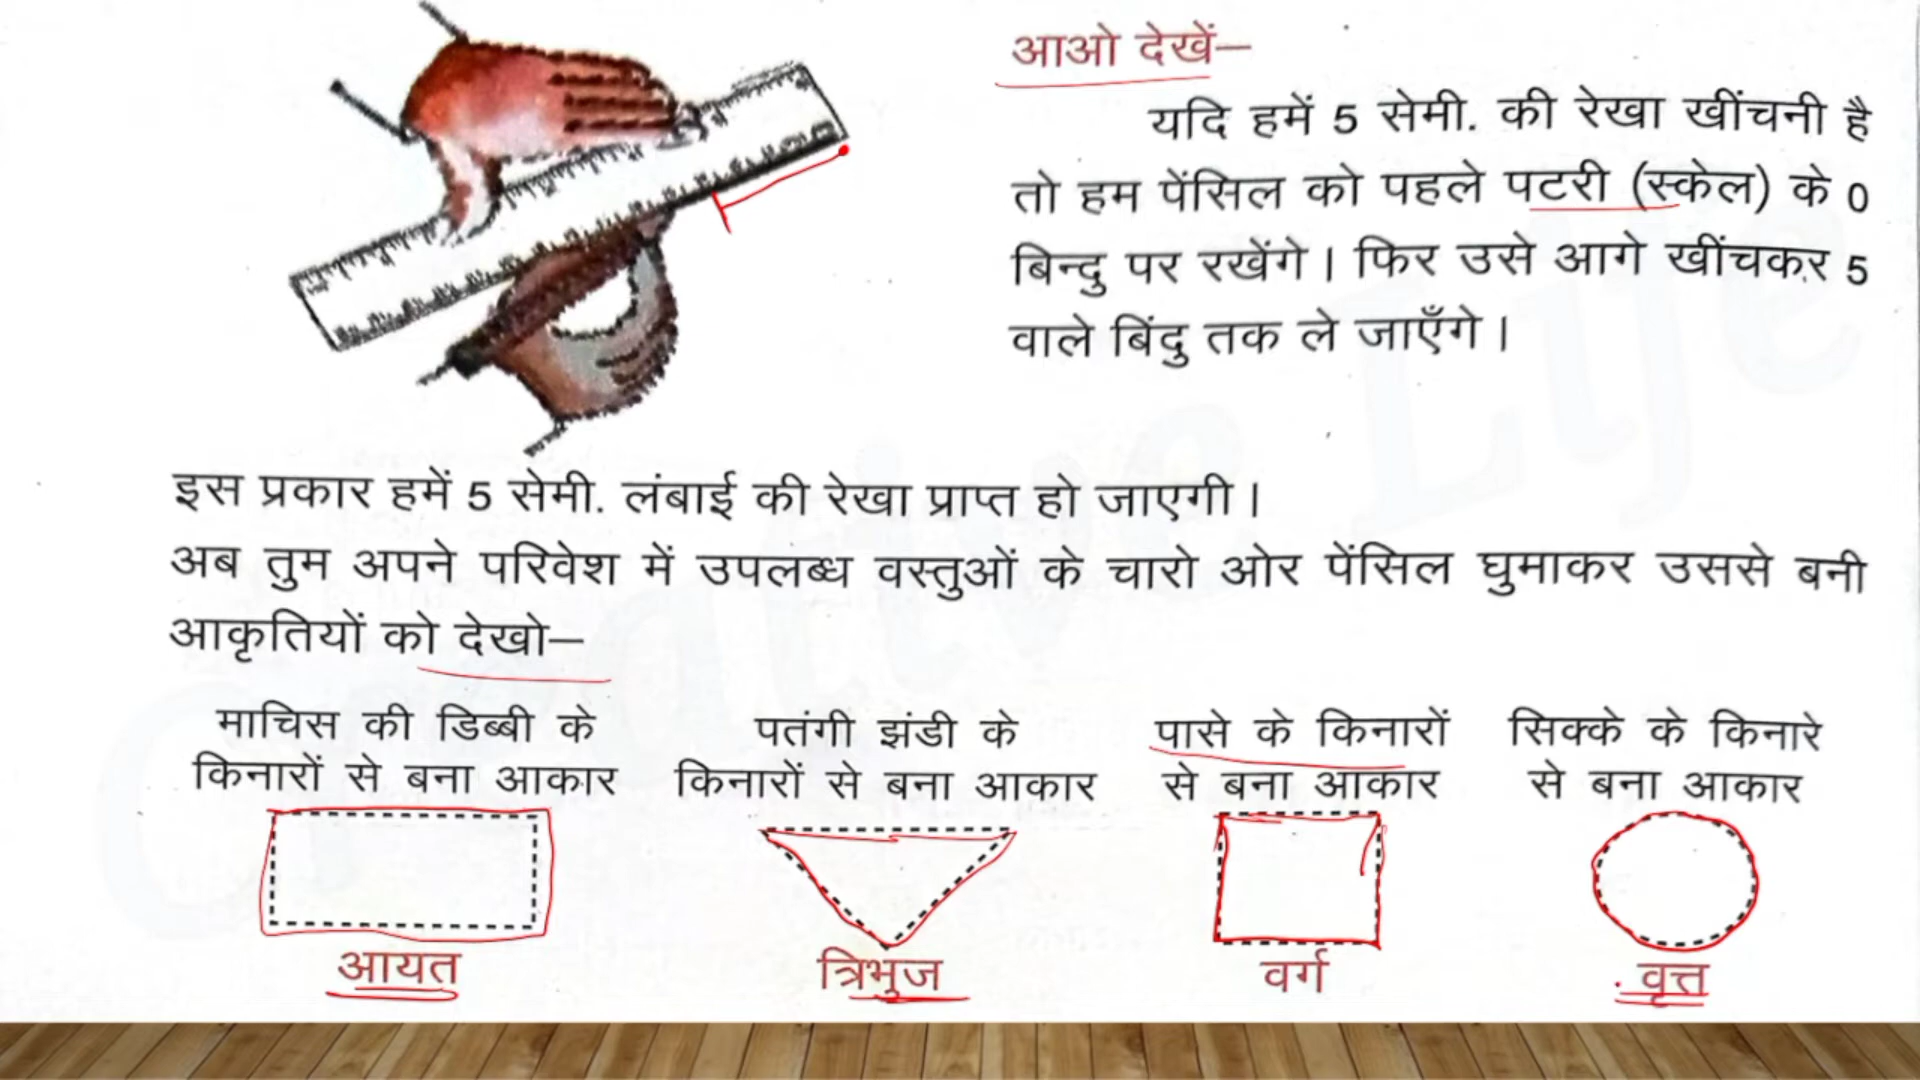 आओ देखें—
यदि हमें 5 सेमी. की रेखा खींचनी है
तो हम पेंसिल को पहले पटरी (स्केल) के 0
बिन्दु पर रखेंगे। फिर उसे आगे खींचकर 5
वाले बिंदु तक ले जाएँगे।
इस प्रकार हमें 5 सेमी. लंबाई की रेखा प्राप्त हो जाएगी।
अब तुम अपने परिवेश में उपलब्ध वस्तुओं के चारो ओर पेंसिल घुमाकर उससे बनी
आकृतियों को देखो—
माचिस की डिब्बी के
किनारों से बना आकार
आयत
पतंगी झंडी के
किनारों से बना आकार
त्रिभुज
पासे के किनारों
से बना आकार
वर्ग
सिक्के के किनारे
से बना आकार
वृत्त